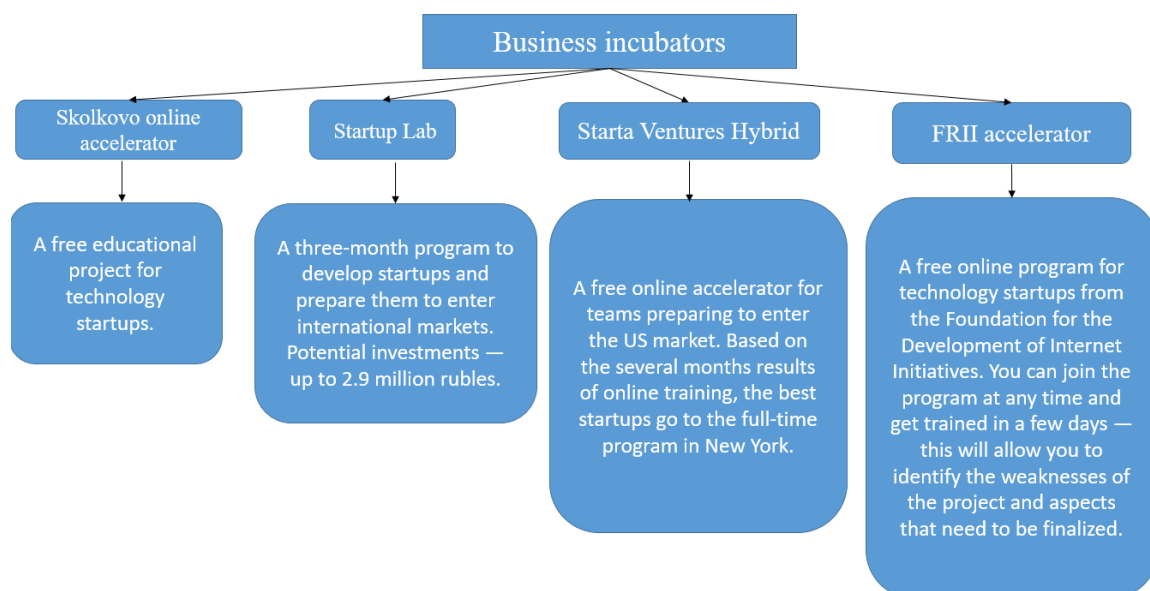 Business incubators
Skolkovo online
accelerator
Startup Lab
Starta Ventures Hybrid
FRII accelerator
A free educational
project for
technology
startups.
A three-month program to
develop startups and
prepare them to enter
international markets.
Potential investments —
up to 2.9 million rubles.
A free online accelerator for
teams preparing to enter
the US market. Based on
the several months results
of online training, the best
startups go to the full-time
program in New York.
A free online program for
technology startups from
the Foundation for the
Development of Internet
Initiatives. You can join the
program at any time and
get trained in a few days —
this will allow you to
identify the weaknesses of
the project and aspects
that need to be finalized.